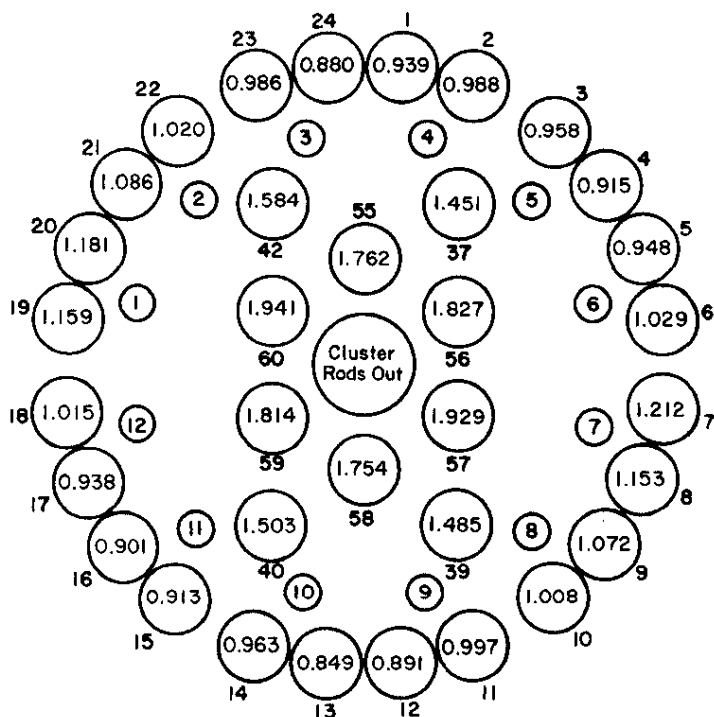 24 1
23 2
0.880 0.939
0.986 0.988
22 3
1.020 3 4 0.958
21 4
1.086 2 1.584 1.451 5 0.915
55
20 5
42 37
1.181 1.762 0.948
19 1 6 6
1.159 1.941 1.827 1.029
60 Cluster 56
Rods Out
18 1.015 12 1.814 1.929 7 1.212 7
59 57
1.754
17 0.938 1.153 8
58
11 1.503 1.485 8
16 0.901 1.072 9
40 39
10 9
15 0.913 1.008 10
0.963 0.997
14 0.849 0.891 11
13 12